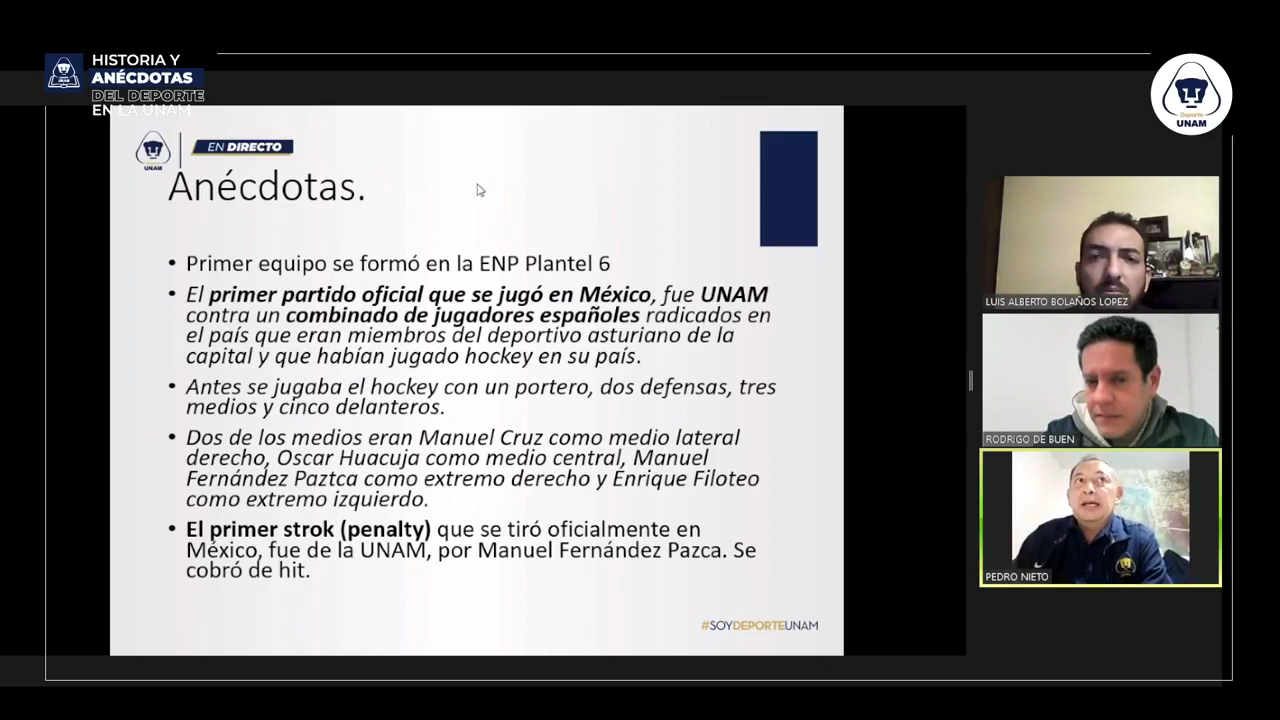 HISTORIA Y
ANÉCDOTAS
DEL DEPORTE
EN LA UNAM
Deporte
UNAM
UNAM
EN DIRECTO
Anécdotas.
• Primer equipo se formó en la ENP Plantel 6
• El primer partido oficial que se jugó en México, fue UNAM
contra un combinado de jugadores españoles radicados en
el país que eran miembros del deportivo asturiano de la
capital y que habían jugado hockey en su país.
• Antes se jugaba el hockey con un portero, dos defensas, tres
medios y cinco delanteros.
• Dos de los medios eran Manuel Cruz como medio lateral
derecho, Oscar Huacuja como medio central, Manuel
Fernández Paztca como extremo derecho y Enrique Filoteo
como extremo izquierdo.
• El primer strok (penalty) que se tiró oficialmente en
México, fue de la UNAM, por Manuel Fernández Pazca. Se
cobró de hit.
#SOYDEPORTEUNAM
LUIS ALBERTO BOLAÑOS LOPEZ
RODRIGO DE BUEN
PEDRO NIETO